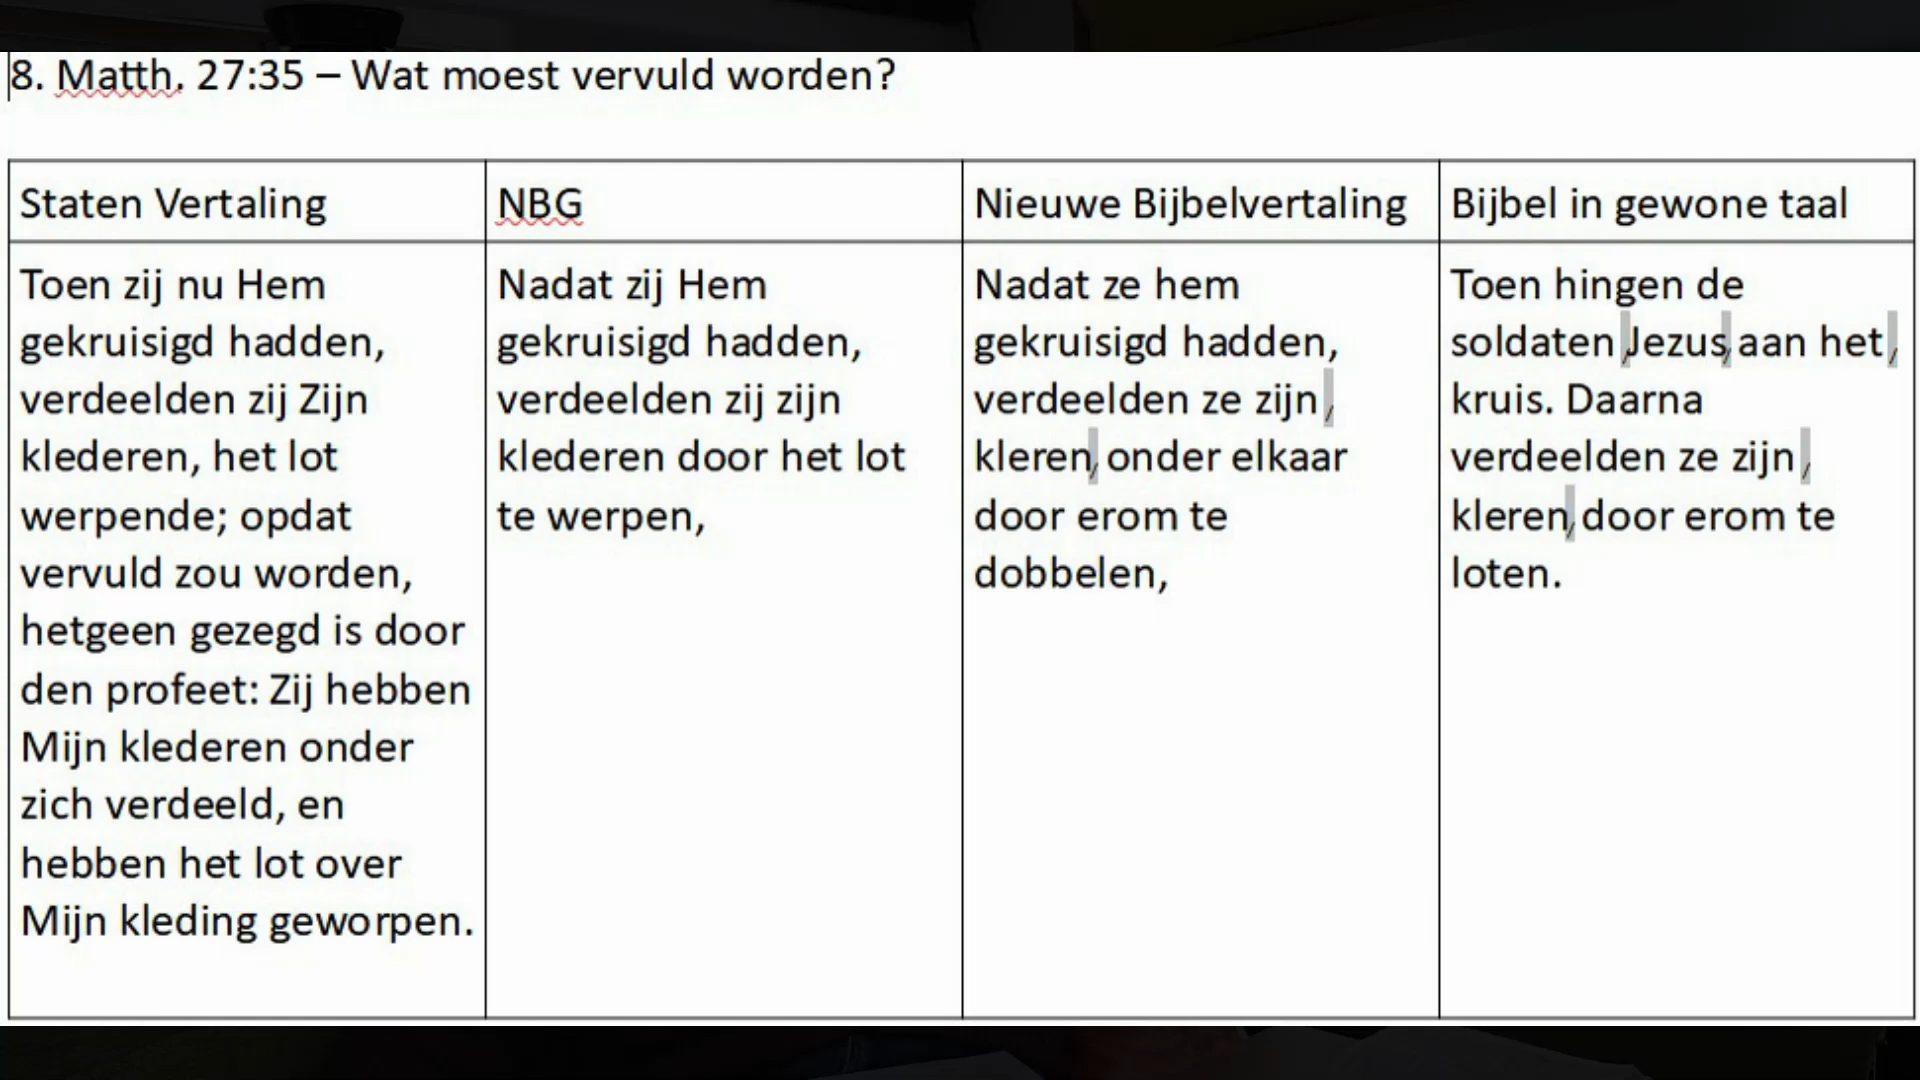 8. Matth. 27:35 – Wat moest vervuld worden?
Staten Vertaling
NBG
Nieuwe Bijbelvertaling
Bijbel in gewone taal
Toen zij nu Hem
gekruisigd hadden,
verdeelden zij Zijn
klederen, het lot
werpende; opdat
vervuld zou worden,
hetgeen gezegd is door
den profeet: Zij hebben
Mijn klederen onder
zich verdeeld, en
hebben het lot over
Mijn kleding geworpen.
Nadat zij Hem
gekruisigd hadden,
verdeelden zij zijn
klederen door het lot
te werpen,
Nadat ze hem
gekruisigd hadden,
verdeelden ze zijn
kleren onder elkaar
door erom te
dobbelen,
Toen hingen de
soldaten Jezus aan het
kruis. Daarna
verdeelden ze zijn
kleren door erom te
loten.